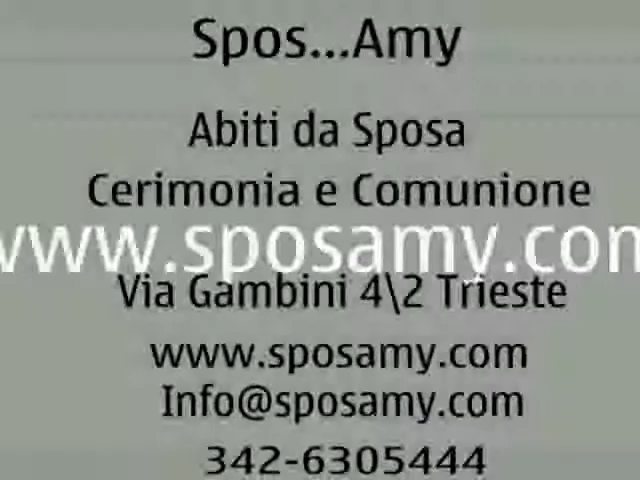 Spos...Amy
Abiti da Sposa
Cerimonia e Comunione
www.sposamy.com
Via Gambini 4\2 Trieste
www.sposamy.com
Info@sposamy.com
342-6305444